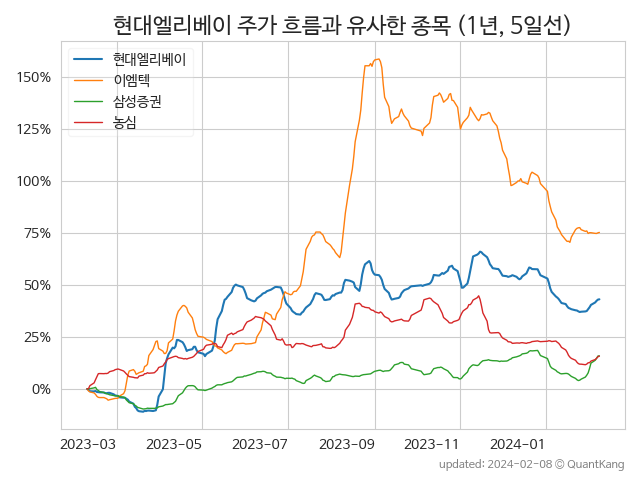 현대엘리베이 주가 흐름과 유사한 종목 (1년, 5일선)
현대엘리베이
이엠텍
삼성증권
농심
150%
125%
100%
75%
50%
25%
0%
2023-03 2023-05 2023-07 2023-09 2023-11 2024-01
updated: 2024-02-08 © QuantKang